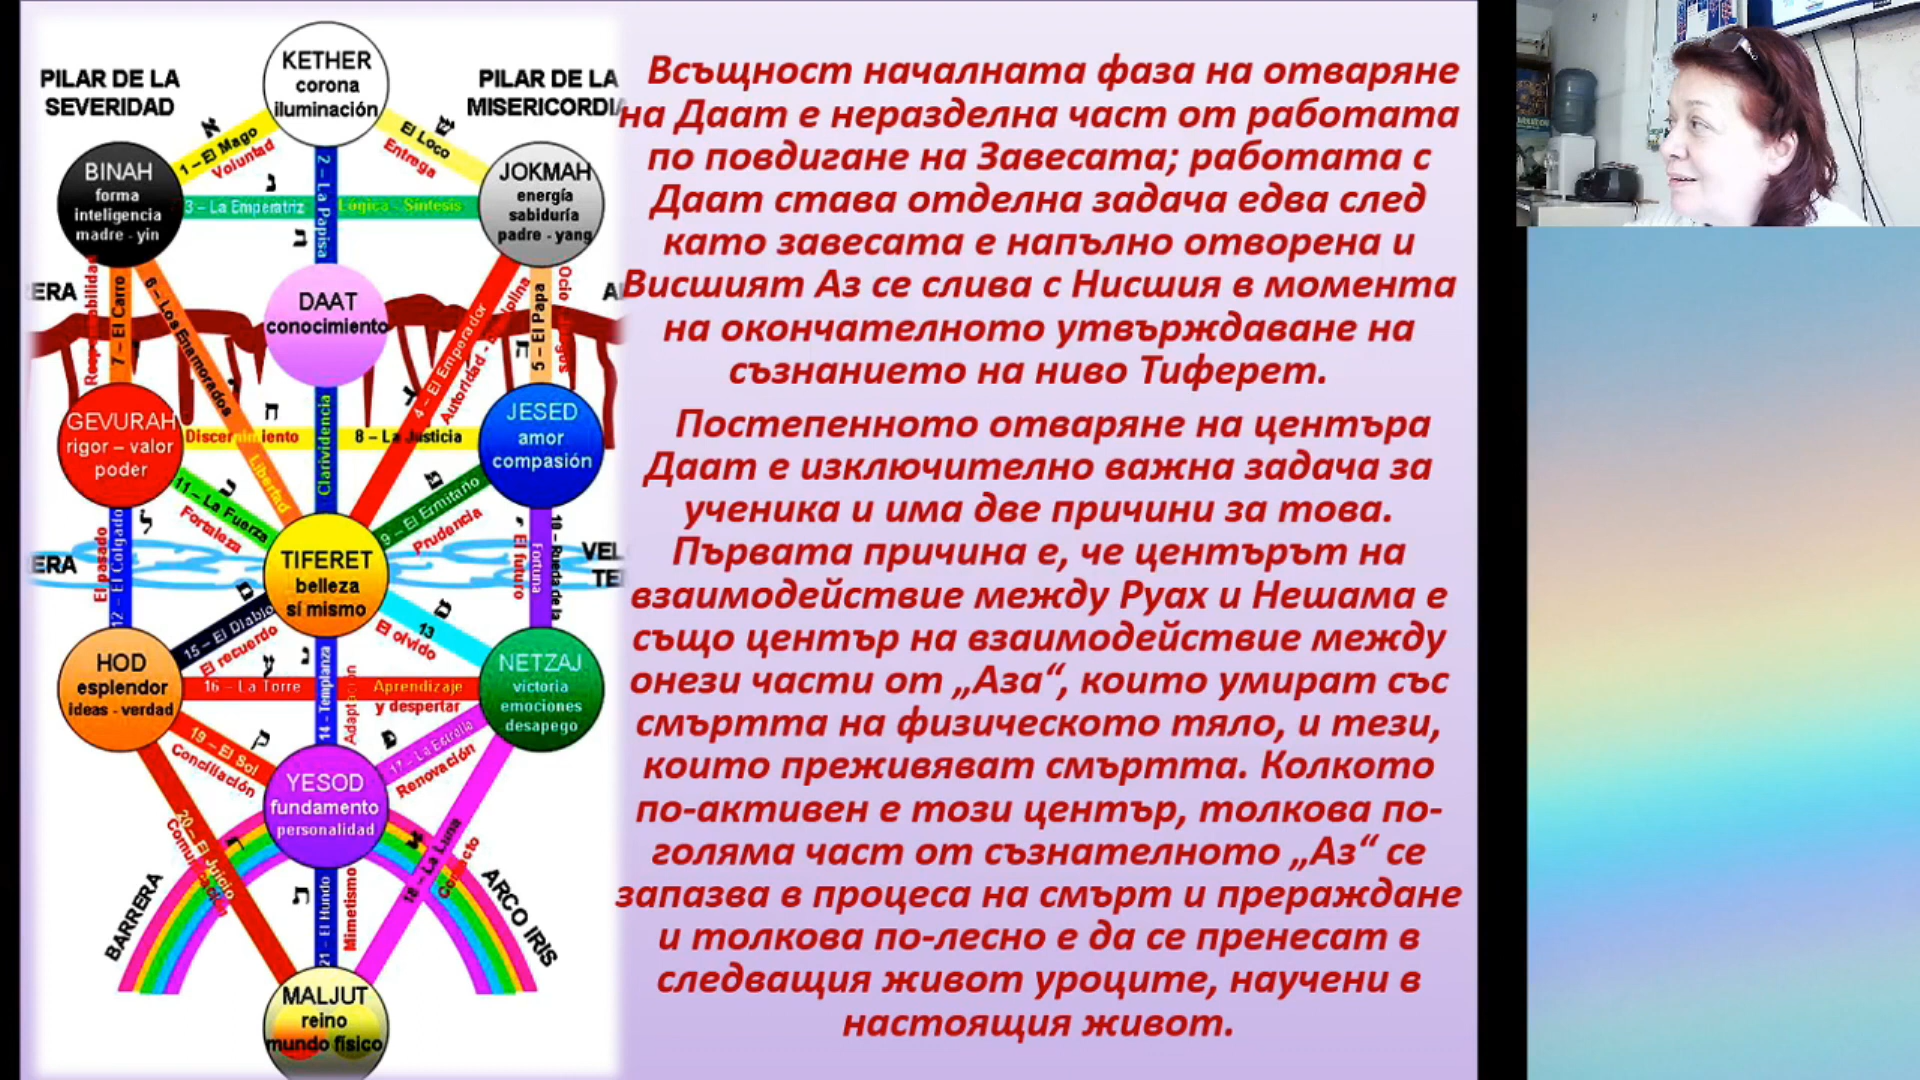 PILAR DE LA
SEVERIDAD
KETHER
corona
iluminación
PILAR DE LA
MISERICORDIA
א
1 – El Mago
Voluntad
2 – La Papisa
ש
El Loco
Entrega
BINAH
forma
inteligencia
madre - yin
ג
3 – La Emperatriz
Lógica - Síntesis
ב
JOKMAH
energía
sabiduría
padre - yang
ERA
DAAT
conocimiento
7 – El Carro
6 – Los Enamorados
Libertad
4 – El Emperador
5 – El Papa
ה
Clarividencia
GEVURAH
rigor – valor
poder
ח
Discernimiento
8 – La Justicia
JESED
amor
compasión
11 – La Fuerza
Fortaleza
9 – El Ermitaño
Prudencia
ל
El pasado
12 – El Colgado
ERA
TIFERET
belleza
sí mismo
El futuro
Fortuna
VEL
TE
15 – El Diablo
El recuerdo
13
El olvido
HOD
esplendor
ideas - verdad
ע
16 – La Torre
14 – Templanza
Aprendizaje
y despertar
NETZAJ
victoria
emociones
desapego
19 – El Sol
Conciliación
17 – La Estrella
Renovación
YESOD
fundamento
personalidad
20 – El Juicio
18 – La Luna
BARRERA
ARCO IRIS
ת
21 – El Mundo
Mimetismo
MALJUT
reino
mundo físico
Всъщност началната фаза на отваряне
на Даат е неразделна част от работата
по повдигане на Завесата; работата с
Даат става отделна задача едва след
като завесата е напълно отворена и
Висшият Аз се слива с Нисшия в момента
на окончателното утвърждаване на
съзнанието на ниво Тиферет.
Постепенното отваряне на центъра
Даат е изключително важна задача за
ученика и има две причини за това.
Първата причина е, че центърът на
взаимодействие между Руах и Нешама е
също център на взаимодействие между
онези части от „Аза“, които умират със
смъртта на физическото тяло, и тези,
които преживяват смъртта. Колкото
по-активен е този център, толкова по-
голяма част от съзнателното „Аз“ се
запазва в процеса на смърт и прераждане
и толкова по-лесно е да се пренесат в
следващия живот уроците, научени в
настоящия живот.